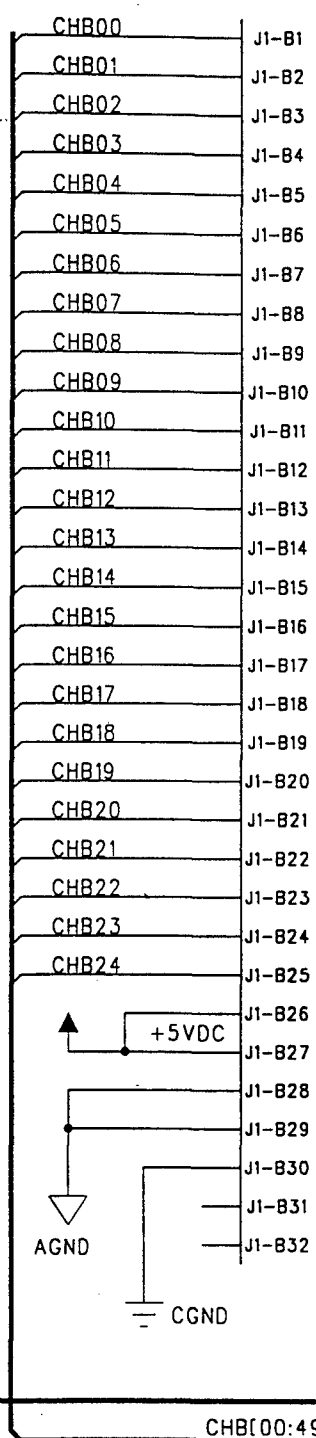 CHB00 J1-B1
CHB01 J1-B2
CHB02 J1-B3
CHB03 J1-B4
CHB04 J1-B5
CHB05 J1-B6
CHB06 J1-B7
CHB07 J1-B8
CHB08 J1-B9
CHB09 J1-B10
CHB10 J1-B11
CHB11 J1-B12
CHB12 J1-B13
CHB13 J1-B14
CHB14 J1-B15
CHB15 J1-B16
CHB16 J1-B17
CHB17 J1-B18
CHB18 J1-B19
CHB19 J1-B20
CHB20 J1-B21
CHB21 J1-B22
CHB22 J1-B23
CHB23 J1-B24
CHB24 J1-B25
J1-B26
+5VDC J1-B27
J1-B28
J1-B29
J1-B30
J1-B31
AGND J1-B32
CGND
CHB[00:49